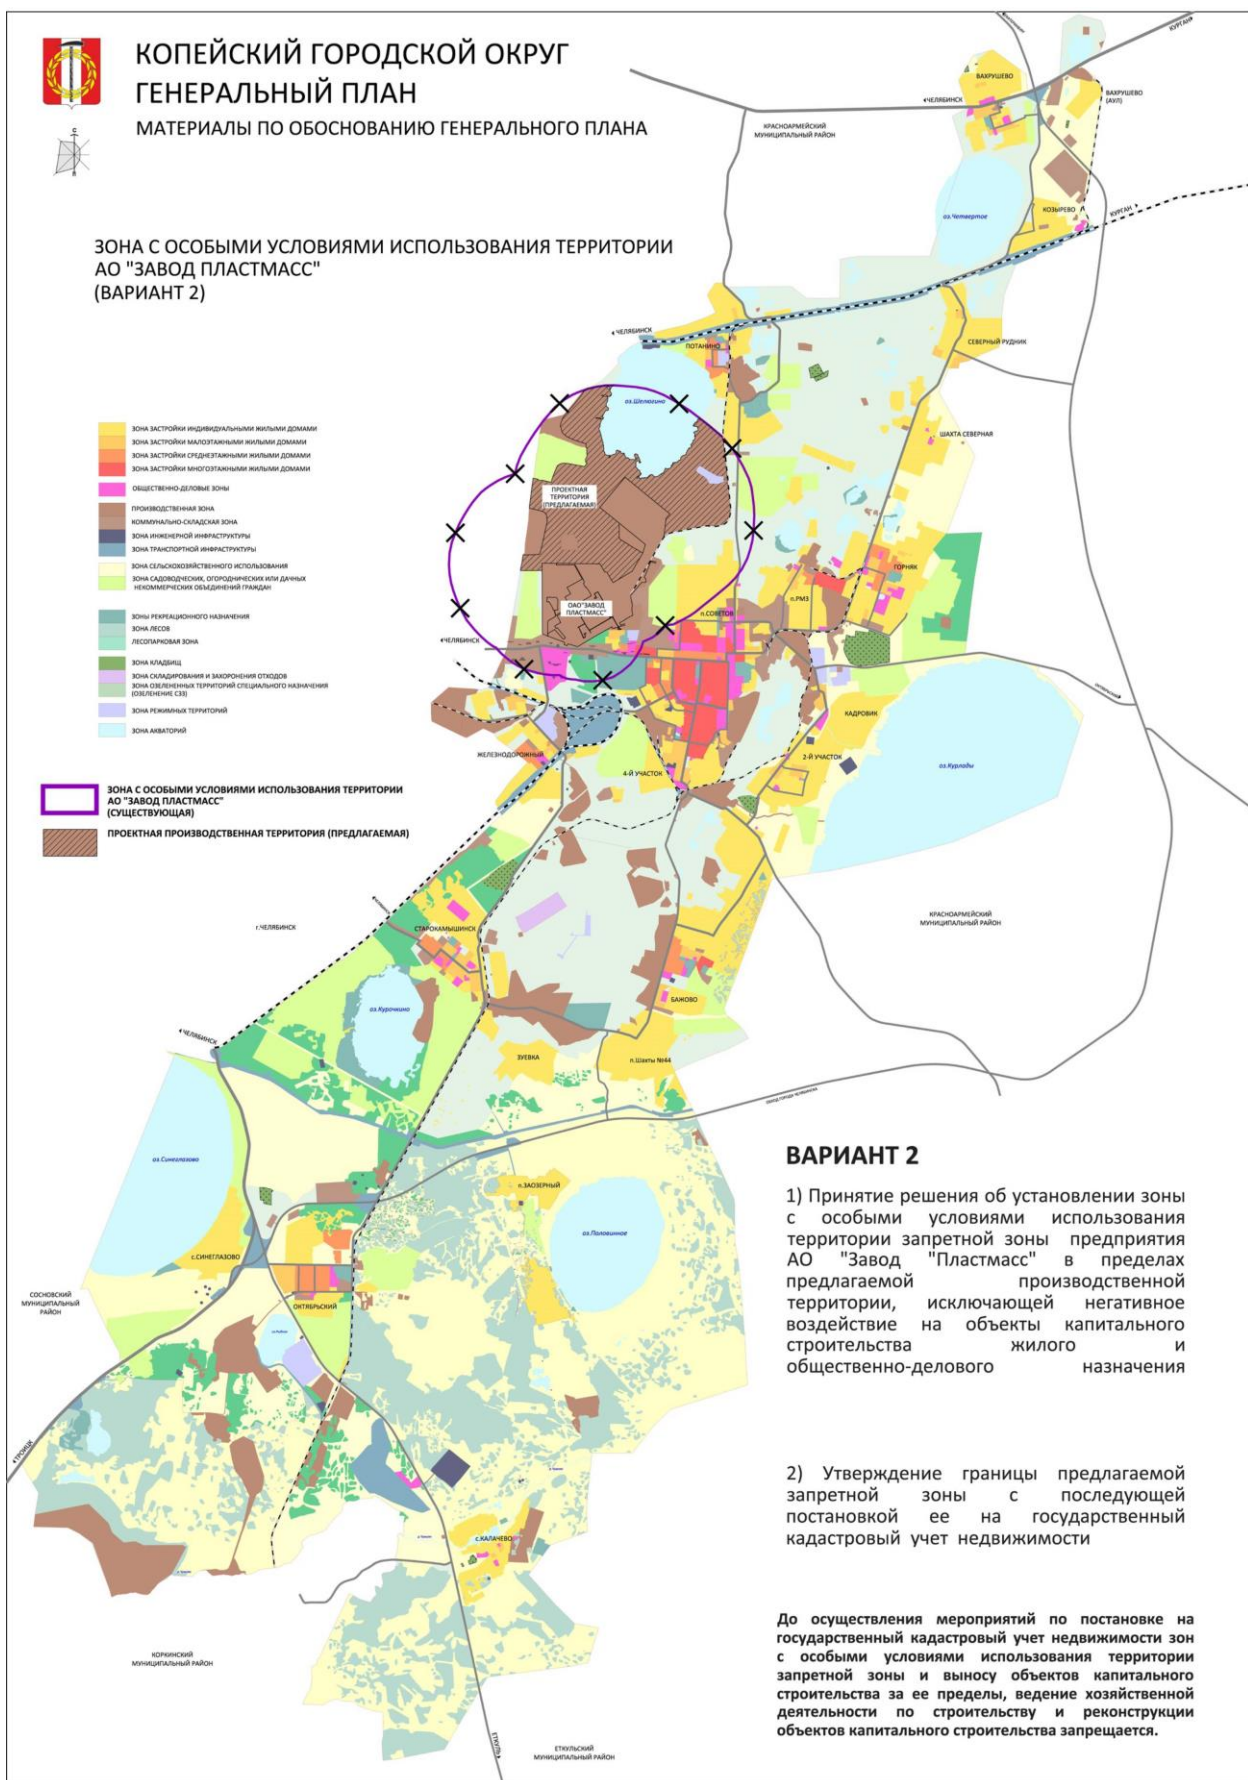 КОПЕЙСКИЙ ГОРОДСКОЙ ОКРУГ
ГЕНЕРАЛЬНЫЙ ПЛАН
МАТЕРИАЛЫ ПО ОБОСНОВАНИЮ ГЕНЕРАЛЬНОГО ПЛАНА
С
ЗОНА С ОСОБЫМИ УСЛОВИЯМИ ИСПОЛЬЗОВАНИЯ ТЕРРИТОРИИ
АО "ЗАВОД ПЛАСТМАСС"
(ВАРИАНТ 2)
КУРГАН
ВАХРУШЕВО
ЧЕЛЯБИНСК
ВАХРУШЕВО
(АУЛ)
КРАСНОАРМЕЙСКИЙ
МУНИЦИПАЛЬНЫЙ РАЙОН
оз.Четвертое
КОЗЫРЕВО
КУРГАН
ЧЕЛЯБИНСК
ПОТАНИНО
СЕВЕРНЫЙ РУДНИК
оз.Шелюгино
ШАХТА СЕВЕРНАЯ
ПРОЕКТНАЯ
ТЕРРИТОРИЯ
(ПРЕДЛАГАЕМАЯ)
ГОРНЯК
п.РМЗ
ОАО"ЗАВОД
ПЛАСТМАСС"
п.СОВЕТОВ
ЧЕЛЯБИНСК
ОКТЯБРЬСКИЙ
КАДРОВИК
ЖЕЛЕЗНОДОРОЖНЫЙ
2-Й УЧАСТОК
4-Й УЧАСТОК
оз.Курлады
ЗОНА ЗАСТРОЙКИ ИНДИВИДУАЛЬНЫМИ ЖИЛЫМИ ДОМАМИ
ЗОНА ЗАСТРОЙКИ МАЛОЭТАЖНЫМИ ЖИЛЫМИ ДОМАМИ
ЗОНА ЗАСТРОЙКИ СРЕДНЕЭТАЖНЫМИ ЖИЛЫМИ ДОМАМИ
ЗОНА ЗАСТРОЙКИ МНОГОЭТАЖНЫМИ ЖИЛЫМИ ДОМАМИ
ОБЩЕСТВЕННО-ДЕЛОВЫЕ ЗОНЫ
ПРОИЗВОДСТВЕННАЯ ЗОНА
КОММУНАЛЬНО-СКЛАДСКАЯ ЗОНА
ЗОНА ИНЖЕНЕРНОЙ ИНФРАСТРУКТУРЫ
ЗОНА ТРАНСПОРТНОЙ ИНФРАСТРУКТУРЫ
ЗОНА СЕЛЬСКОХОЗЯЙСТВЕННОГО ИСПОЛЬЗОВАНИЯ
ЗОНА САДОВОДЧЕСКИХ, ОГОРОДНИЧЕСКИХ ИЛИ ДАЧНЫХ
НЕКОММЕРЧЕСКИХ ОБЪЕДИНЕНИЙ ГРАЖДАН
ЗОНЫ РЕКРЕАЦИОННОГО НАЗНАЧЕНИЯ
ЗОНА ЛЕСОВ
ЛЕСОПАРКОВАЯ ЗОНА
ЗОНА КЛАДБИЩ
ЗОНА СКЛАДИРОВАНИЯ И ЗАХОРОНЕНИЯ ОТХОДОВ
ЗОНА ОЗЕЛЕНЕННЫХ ТЕРРИТОРИЙ СПЕЦИАЛЬНОГО НАЗНАЧЕНИЯ
(ОЗЕЛЕНЕНИЕ СЗЗ)
ЗОНА РЕЖИМНЫХ ТЕРРИТОРИЙ
ЗОНА АКВАТОРИЙ
ЗОНА С ОСОБЫМИ УСЛОВИЯМИ ИСПОЛЬЗОВАНИЯ ТЕРРИТОРИИ
АО "ЗАВОД ПЛАСТМАСС"
(СУЩЕСТВУЮЩАЯ)
ПРОЕКТНАЯ ПРОИЗВОДСТВЕННАЯ ТЕРРИТОРИЯ (ПРЕДЛАГАЕМАЯ)
г.ЧЕЛЯБИНСК
СТАРОКАМЫШИНСК
КРАСНОАРМЕЙСКИЙ
МУНИЦИПАЛЬНЫЙ РАЙОН
оз.Курочкино
БАЖОВО
ЧЕЛЯБИНСК
ЗУЕВКА
п.Шахты №44
ОБХОД ГОРОДА ЧЕЛЯБИНСКА
оз.Синеглазово
п.ЗАОЗЕРНЫЙ
оз.Половинное
с.СИНЕГЛАЗОВО
СОСНОВСКИЙ
МУНИЦИПАЛЬНЫЙ
РАЙОН
ОКТЯБРЬСКИЙ
ТРОИЦК
с.КАЛАЧЕВО
КОРКИНСКИЙ
МУНИЦИПАЛЬНЫЙ РАЙОН
ЕТКУЛЬ
ЕТКУЛЬСКИЙ
МУНИЦИПАЛЬНЫЙ РАЙОН
ВАРИАНТ 2
1) Принятие решения об установлении зоны
с особыми условиями использования
территории запретной зоны предприятия
АО "Завод "Пластмасс" в пределах
предлагаемой производственной
территории, исключающей негативное
воздействие на объекты капитального
строительства жилого и
общественно-делового назначения
2) Утверждение границы предлагаемой
запретной зоны с последующей
постановкой ее на государственный
кадастровый учет недвижимости
До осуществления мероприятий по постановке на
государственный кадастровый учет недвижимости зон
с особыми условиями использования территории
запретной зоны и выносу объектов капитального
строительства за ее пределы, ведение хозяйственной
деятельности по строительству и реконструкции
объектов капитального строительства запрещается.